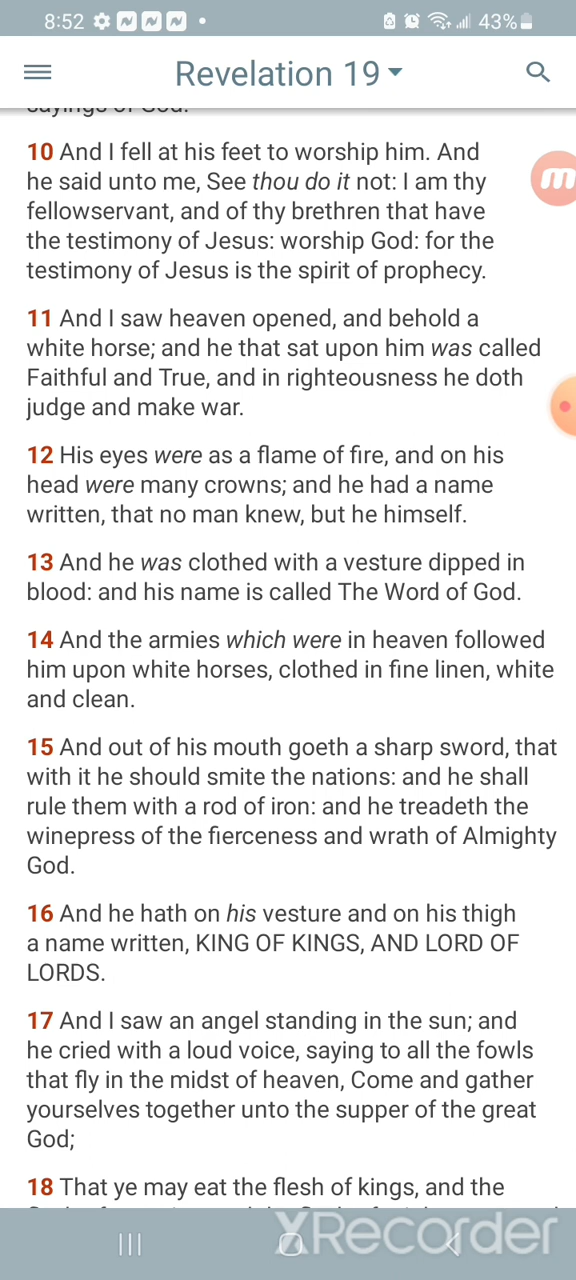 8:52
43%
Revelation 19
sayings of God.
10 And I fell at his feet to worship him. And
he said unto me, See thou do it not: I am thy
fellowservant, and of thy brethren that have
the testimony of Jesus: worship God: for the
testimony of Jesus is the spirit of prophecy.
11 And I saw heaven opened, and behold a
white horse; and he that sat upon him was called
Faithful and True, and in righteousness he doth
judge and make war.
12 His eyes were as a flame of fire, and on his
head were many crowns; and he had a name
written, that no man knew, but he himself.
13 And he was clothed with a vesture dipped in
blood: and his name is called The Word of God.
14 And the armies which were in heaven followed
him upon white horses, clothed in fine linen, white
and clean.
15 And out of his mouth goeth a sharp sword, that
with it he should smite the nations: and he shall
rule them with a rod of iron: and he treadeth the
winepress of the fierceness and wrath of Almighty
God.
16 And he hath on his vesture and on his thigh
a name written, KING OF KINGS, AND LORD OF
LORDS.
17 And I saw an angel standing in the sun; and
he cried with a loud voice, saying to all the fowls
that fly in the midst of heaven, Come and gather
yourselves together unto the supper of the great
God;
18 That ye may eat the flesh of kings, and the
XRecorder